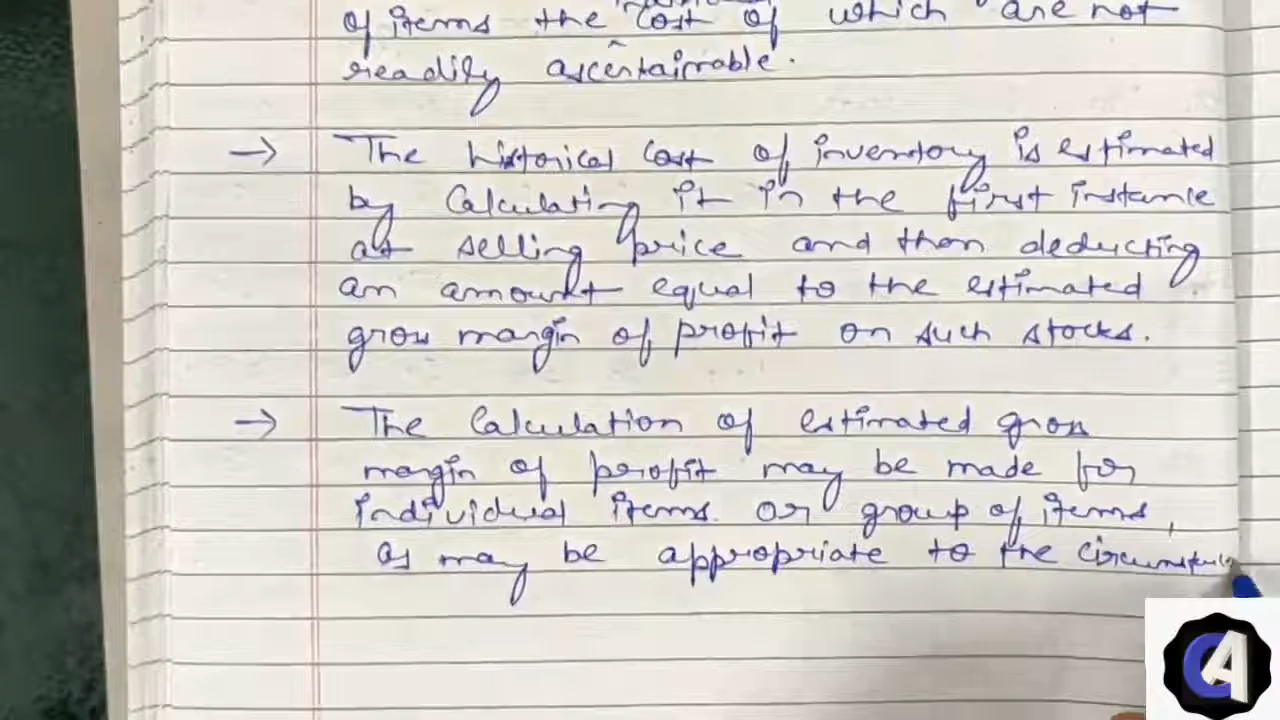 of items the cost of which are not
readily ascertainable.
→ The historical cost of inventory is estimated
by calculating it in the first instance
at selling price and then deducting
an amount equal to the estimated
gross margin of profit on such stocks.
→ The calculation of estimated gross
margin of profit may be made for
individual items or group of items,
as may be appropriate to the
CA